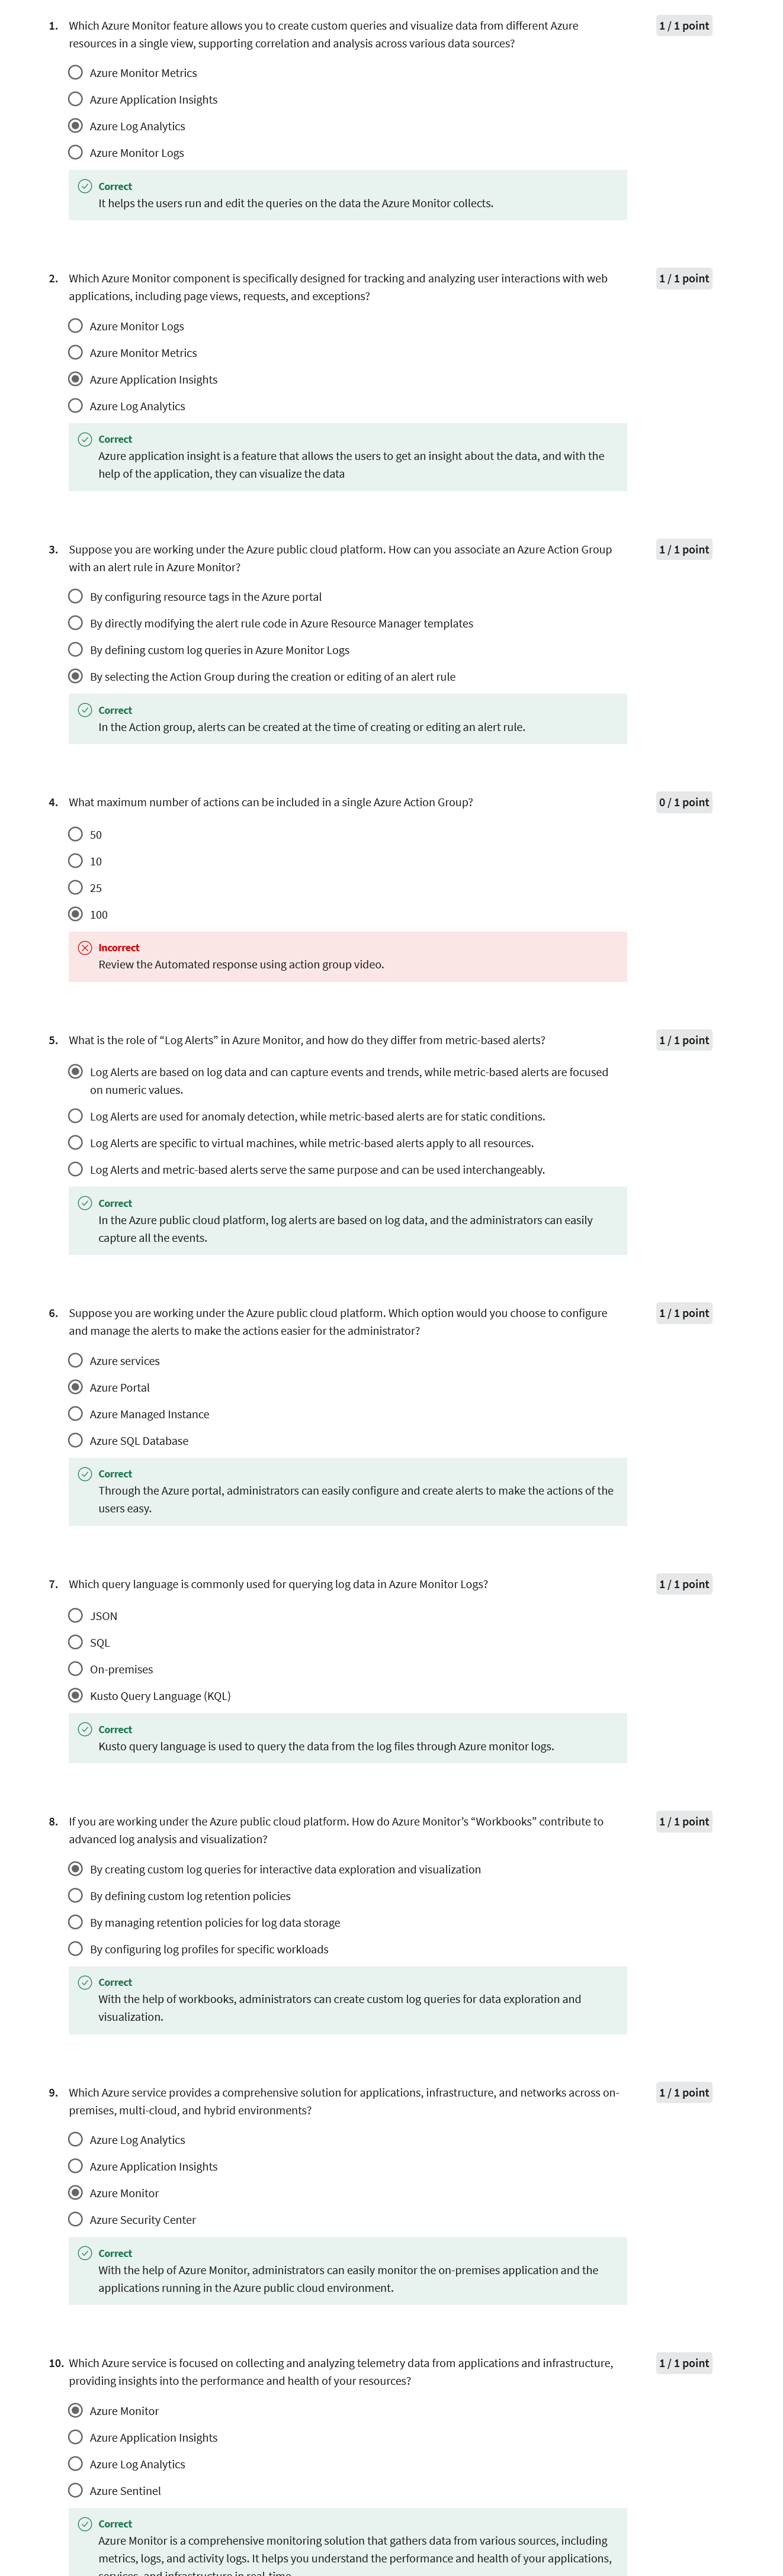 1. Which Azure Monitor feature allows you to create custom queries and visualize data from different Azure
resources in a single view, supporting correlation and analysis across various data sources?
1 / 1 point
Azure Monitor Metrics
Azure Application Insights
Azure Log Analytics
Azure Monitor Logs
Correct
It helps the users run and edit the queries on the data the Azure Monitor collects.
2. Which Azure Monitor component is specifically designed for tracking and analyzing user interactions with web
applications, including page views, requests, and exceptions?
1 / 1 point
Azure Monitor Logs
Azure Monitor Metrics
Azure Application Insights
Azure Log Analytics
Correct
Azure application insight is a feature that allows the users to get an insight about the data, and with the
help of the application, they can visualize the data
3. Suppose you are working under the Azure public cloud platform. How can you associate an Azure Action Group
with an alert rule in Azure Monitor?
1 / 1 point
By configuring resource tags in the Azure portal
By directly modifying the alert rule code in Azure Resource Manager templates
By defining custom log queries in Azure Monitor Logs
By selecting the Action Group during the creation or editing of an alert rule
Correct
In the Action group, alerts can be created at the time of creating or editing an alert rule.
4. What maximum number of actions can be included in a single Azure Action Group?
0 / 1 point
50
10
25
100
Incorrect
Review the Automated response using action group video.
5. What is the role of “Log Alerts” in Azure Monitor, and how do they differ from metric-based alerts?
1 / 1 point
Log Alerts are based on log data and can capture events and trends, while metric-based alerts are focused
on numeric values.
Log Alerts are used for anomaly detection, while metric-based alerts are for static conditions.
Log Alerts are specific to virtual machines, while metric-based alerts apply to all resources.
Log Alerts and metric-based alerts serve the same purpose and can be used interchangeably.
Correct
In the Azure public cloud platform, log alerts are based on log data, and the administrators can easily
capture all the events.
6. Suppose you are working under the Azure public cloud platform. Which option would you choose to configure
and manage the alerts to make the actions easier for the administrator?
1 / 1 point
Azure services
Azure Portal
Azure Managed Instance
Azure SQL Database
Correct
Through the Azure portal, administrators can easily configure and create alerts to make the actions of the
users easy.
7. Which query language is commonly used for querying log data in Azure Monitor Logs?
1 / 1 point
JSON
SQL
On-premises
Kusto Query Language (KQL)
Correct
Kusto query language is used to query the data from the log files through Azure monitor logs.
8. If you are working under the Azure public cloud platform. How do Azure Monitor’s “Workbooks” contribute to
advanced log analysis and visualization?
1 / 1 point
By creating custom log queries for interactive data exploration and visualization
By defining custom log retention policies
By managing retention policies for log data storage
By configuring log profiles for specific workloads
Correct
With the help of workbooks, administrators can create custom log queries for data exploration and
visualization.
9. Which Azure service provides a comprehensive solution for applications, infrastructure, and networks across on-
premises, multi-cloud, and hybrid environments?
1 / 1 point
Azure Log Analytics
Azure Application Insights
Azure Monitor
Azure Security Center
Correct
With the help of Azure Monitor, administrators can easily monitor the on-premises application and the
applications running in the Azure public cloud environment.
10. Which Azure service is focused on collecting and analyzing telemetry data from applications and infrastructure,
providing insights into the performance and health of your resources?
1 / 1 point
Azure Monitor
Azure Application Insights
Azure Log Analytics
Azure Sentinel
Correct
Azure Monitor is a comprehensive monitoring solution that gathers data from various sources, including
metrics, logs, and activity logs. It helps you understand the performance and health of your applications,